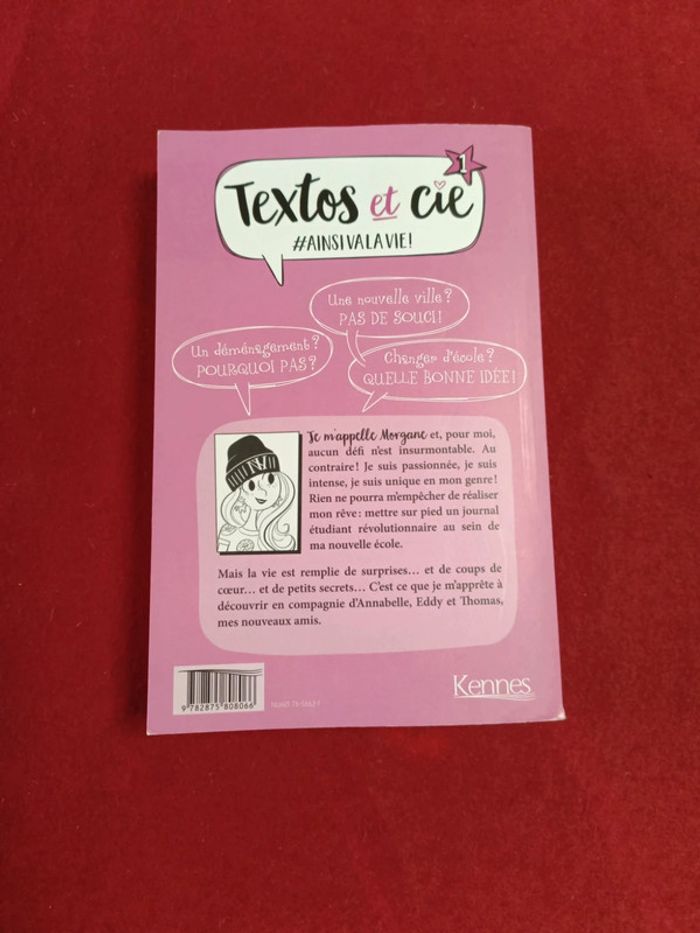 1
Textos et cie
#AINSIVALAVIE!
Une nouvelle ville?
PAS DE SOUCI!
Un déménagement?
POURQUOI PAS?
Changer d'école?
QUELLE BONNE IDÉE!
Je m'appelle Morgane et, pour moi,
aucun défi n'est insurmontable. Au
contraire! Je suis passionnée, je suis
intense, je suis unique en mon genre!
Rien ne pourra m'empêcher de réaliser
mon rêve : mettre sur pied un journal
étudiant révolutionnaire au sein de
ma nouvelle école.
Mais la vie est remplie de surprises… et de coups de
cœur… et de petits secrets… C'est ce que je m'apprête à
découvrir en compagnie d'Annabelle, Eddy et Thomas,
mes nouveaux amis.
9 782875 808066
Kennes